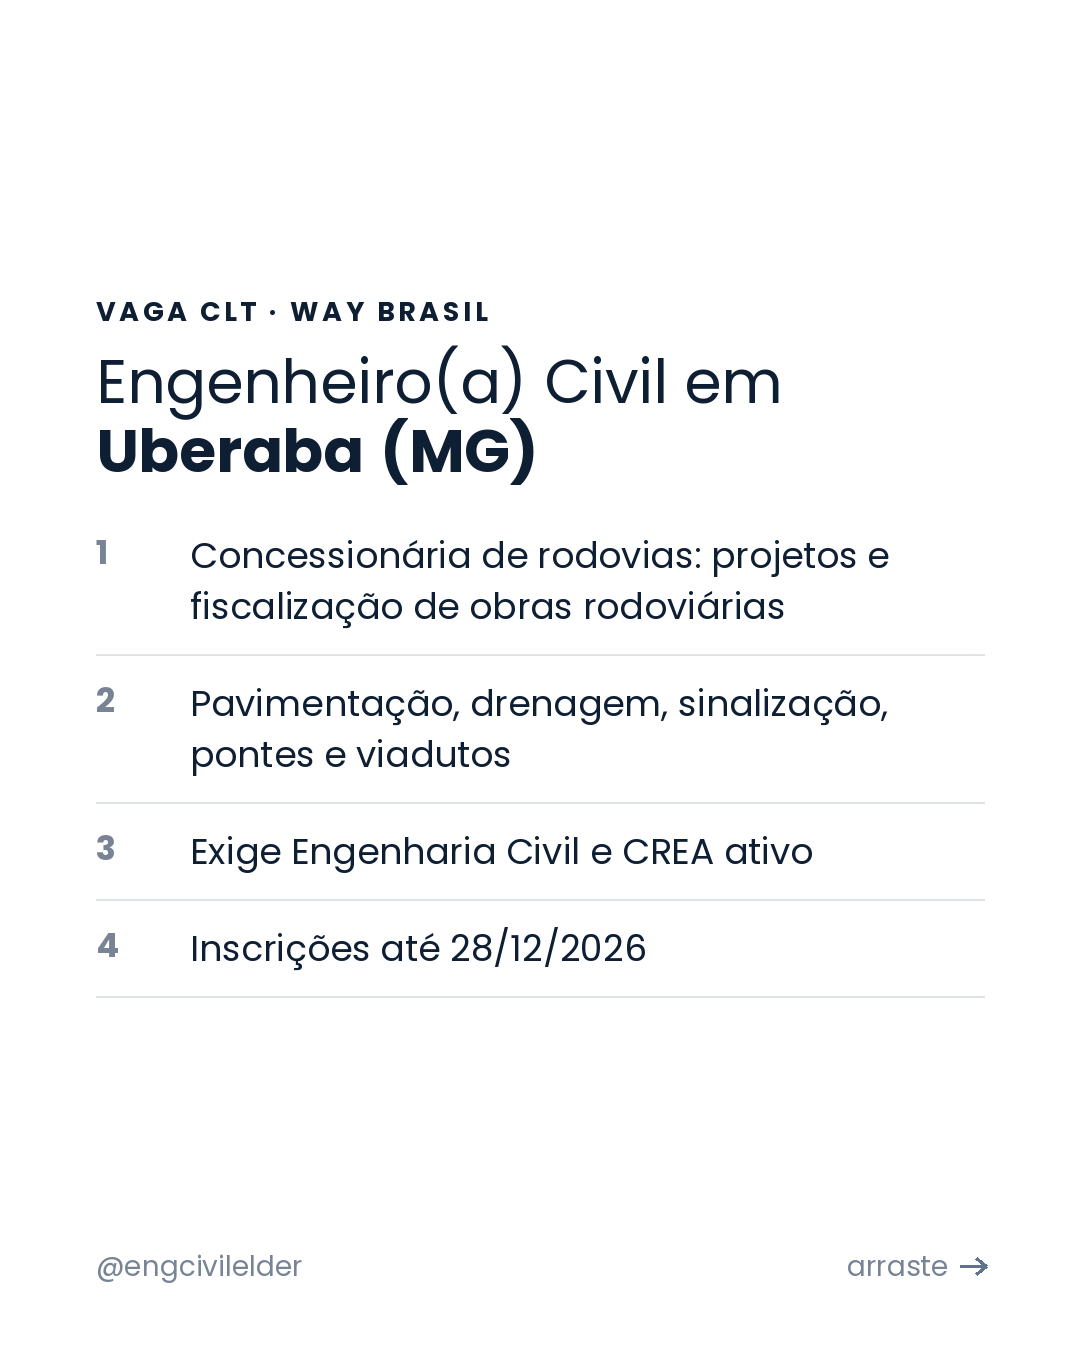 VAGA CLT · WAY BRASIL
Engenheiro(a) Civil em
Uberaba (MG)
1 Concessionária de rodovias: projetos e
fiscalização de obras rodoviárias
2 Pavimentação, drenagem, sinalização,
pontes e viadutos
3 Exige Engenharia Civil e CREA ativo
4 Inscrições até 28/12/2026
@engcivilelder
arraste →